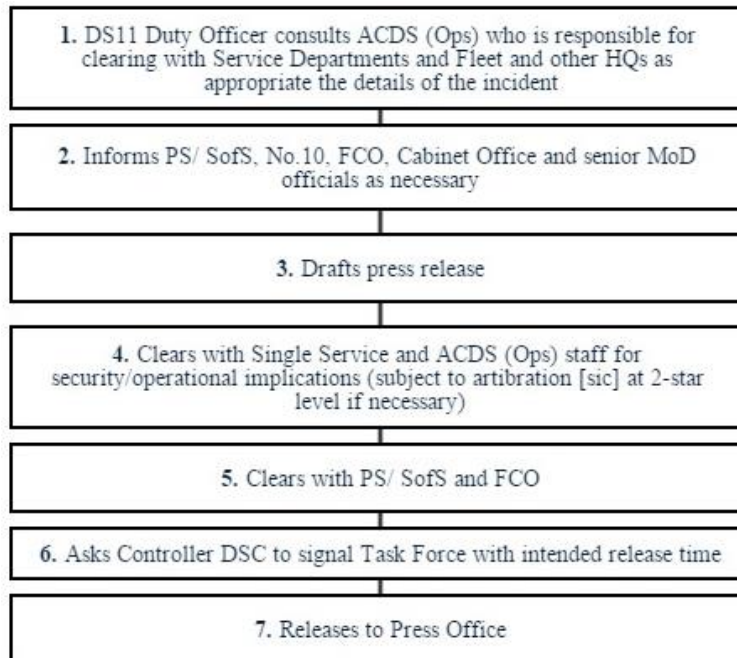 1. DS11 Duty Officer consults ACDS (Ops) who is responsible for
clearing with Service Departments and Fleet and other HQs as
appropriate the details of the incident
2. Informs PS/ SofS, No.10, FCO, Cabinet Office and senior MoD
officials as necessary
3. Drafts press release
4. Clears with Single Service and ACDS (Ops) staff for
security/operational implications (subject to artibration [sic] at 2-star
level if necessary)
5. Clears with PS/ SofS and FCO
6. Asks Controller DSC to signal Task Force with intended release time
7. Releases to Press Office